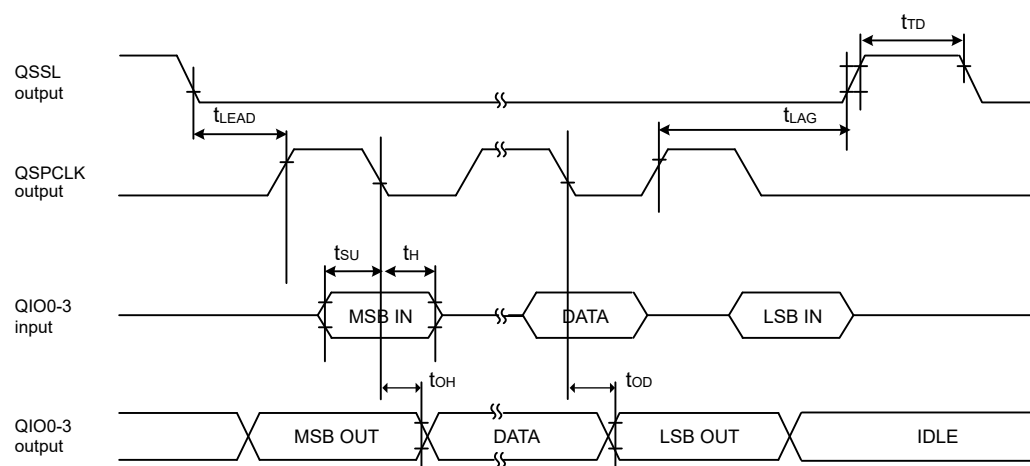 tTD
QSSL
output
tLEAD
tLAG
QSPCLK
output
tSU
tH
QIO0-3
input
MSB IN
DATA
LSB IN
tOH
tOD
QIO0-3
output
MSB OUT
DATA
LSB OUT
IDLE